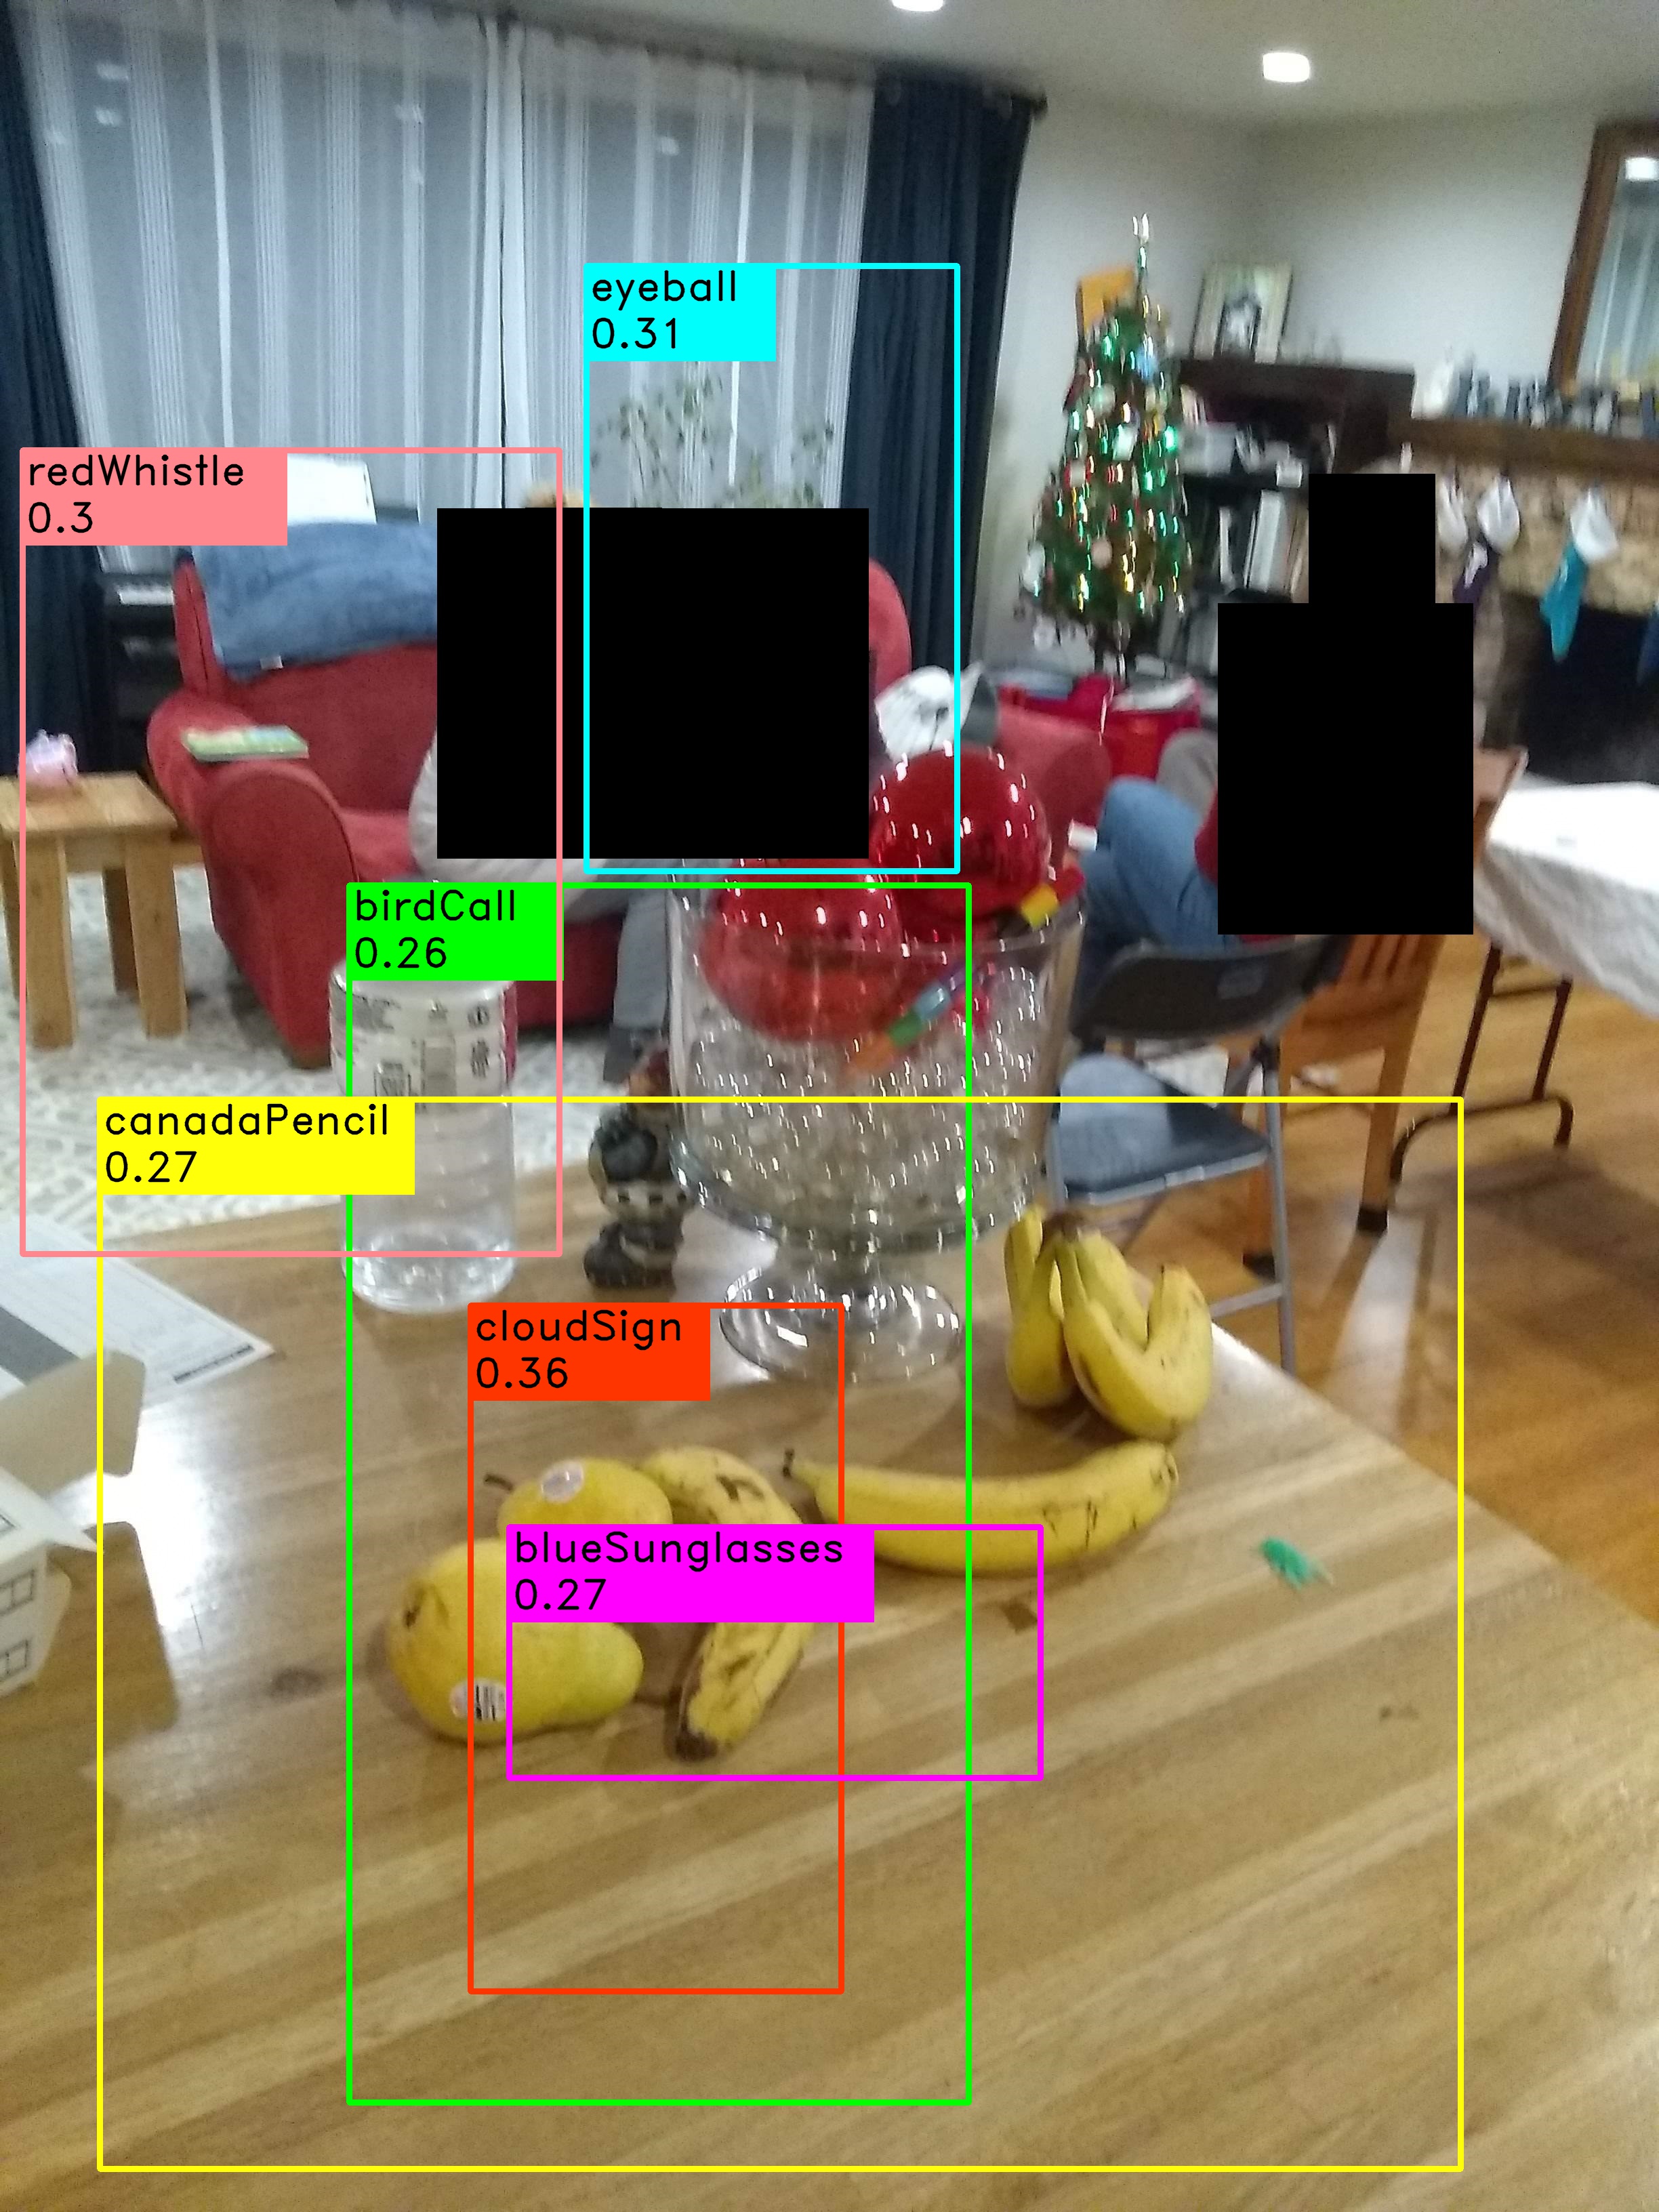 eyeball
0.31
redWhistle
0.3
birdCall
0.26
canadaPencil
0.27
cloudSign
0.36
blueSunglasses
0.27